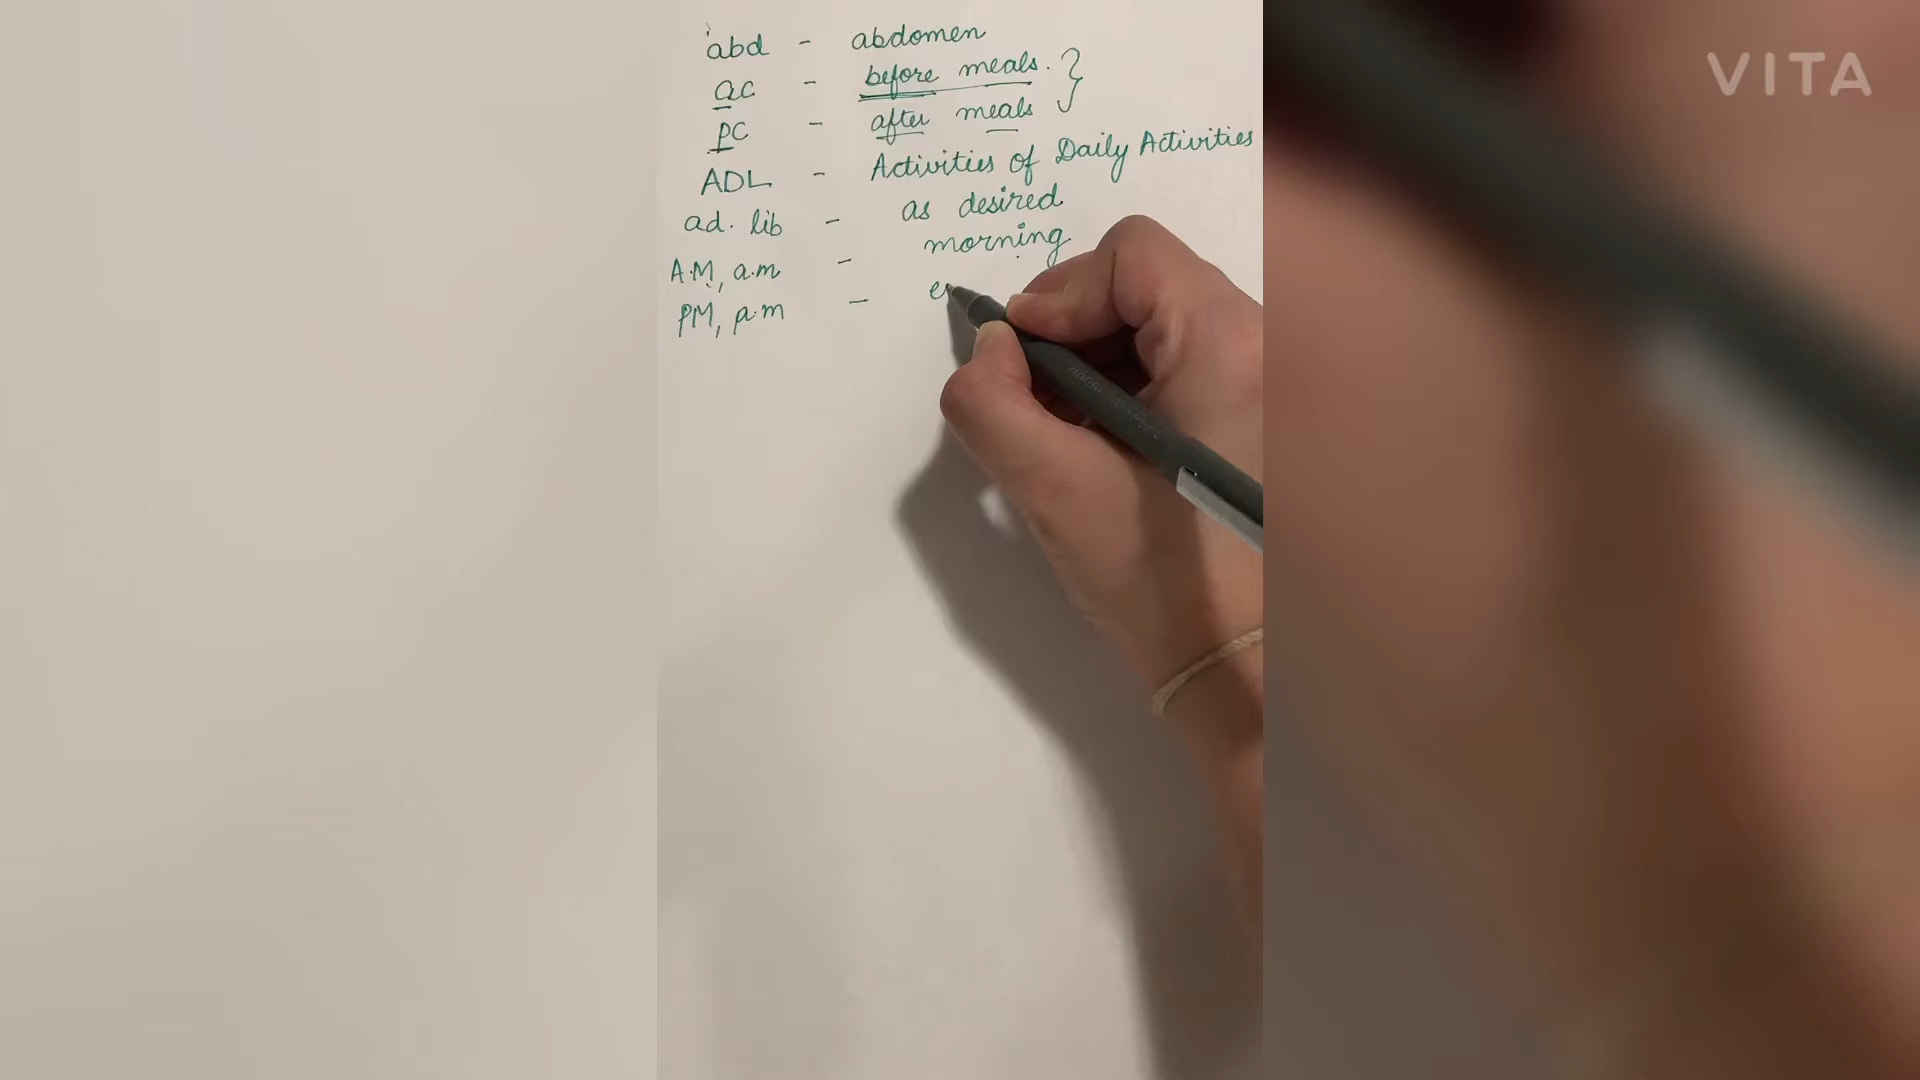 abd - abdomen
ac - before meals. }
pc - after meals
ADL - Activities of Daily Activities
ad. lib - as desired
A.M, a.m - morning
PM, p.m - e
VITA